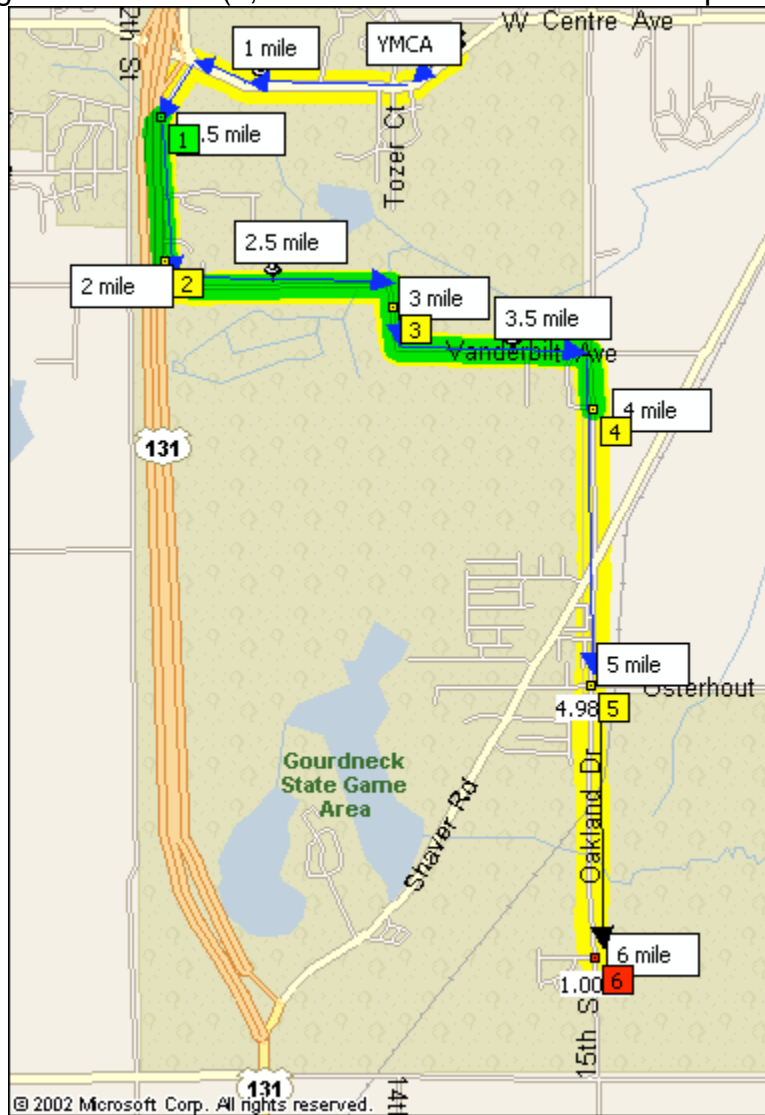 W Centre Ave
2th St
1 mile
YMCA
Tozer Ct
1
.5 mile
2.5 mile
2 mile
2
3 mile
3
3.5 mile
Vanderbilt Ave
4 mile
4
131
5 mile
Osterhout
4.98
5
Gourdneck
State Game
Area
Shaver Rd
Oakland Dr
6 mile
1.00
6
15th S
131
14th
© 2002 Microsoft Corp. All rights reserved.